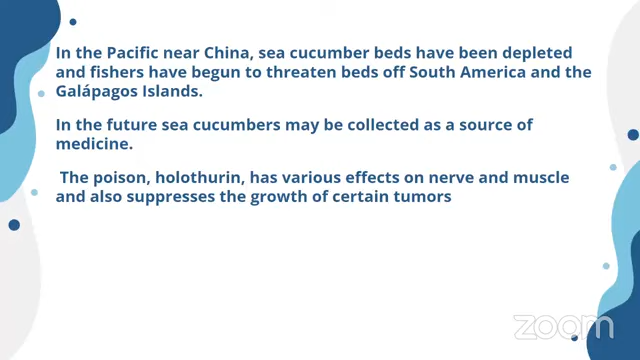 In the Pacific near China, sea cucumber beds have been depleted
and fishers have begun to threaten beds off South America and the
Galápagos Islands.
In the future sea cucumbers may be collected as a source of
medicine.
The poison, holothurin, has various effects on nerve and muscle
and also suppresses the growth of certain tumors
zoom